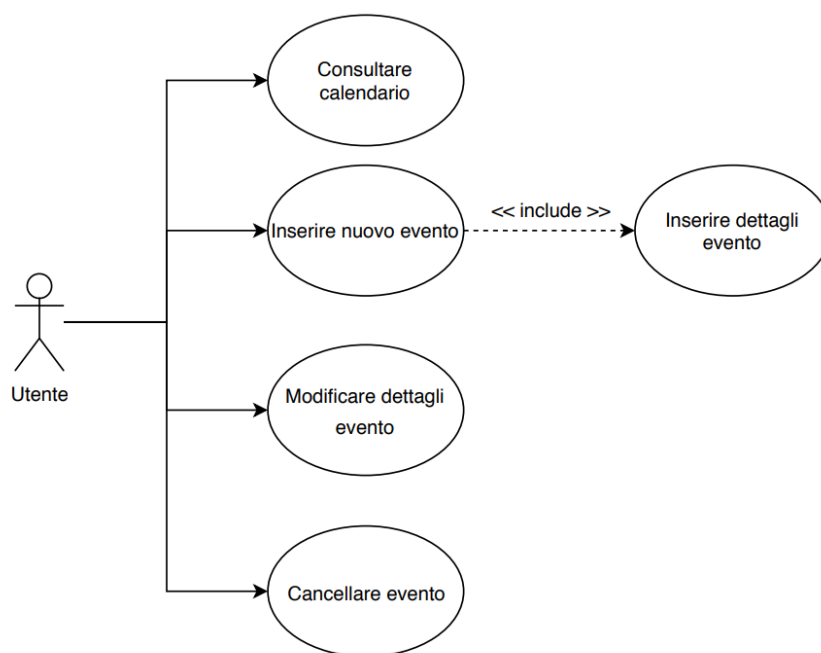 Consultare
calendario
Inserire nuovo evento
<< include >>
Inserire dettagli
evento
Utente
Modificare dettagli
evento
Cancellare evento